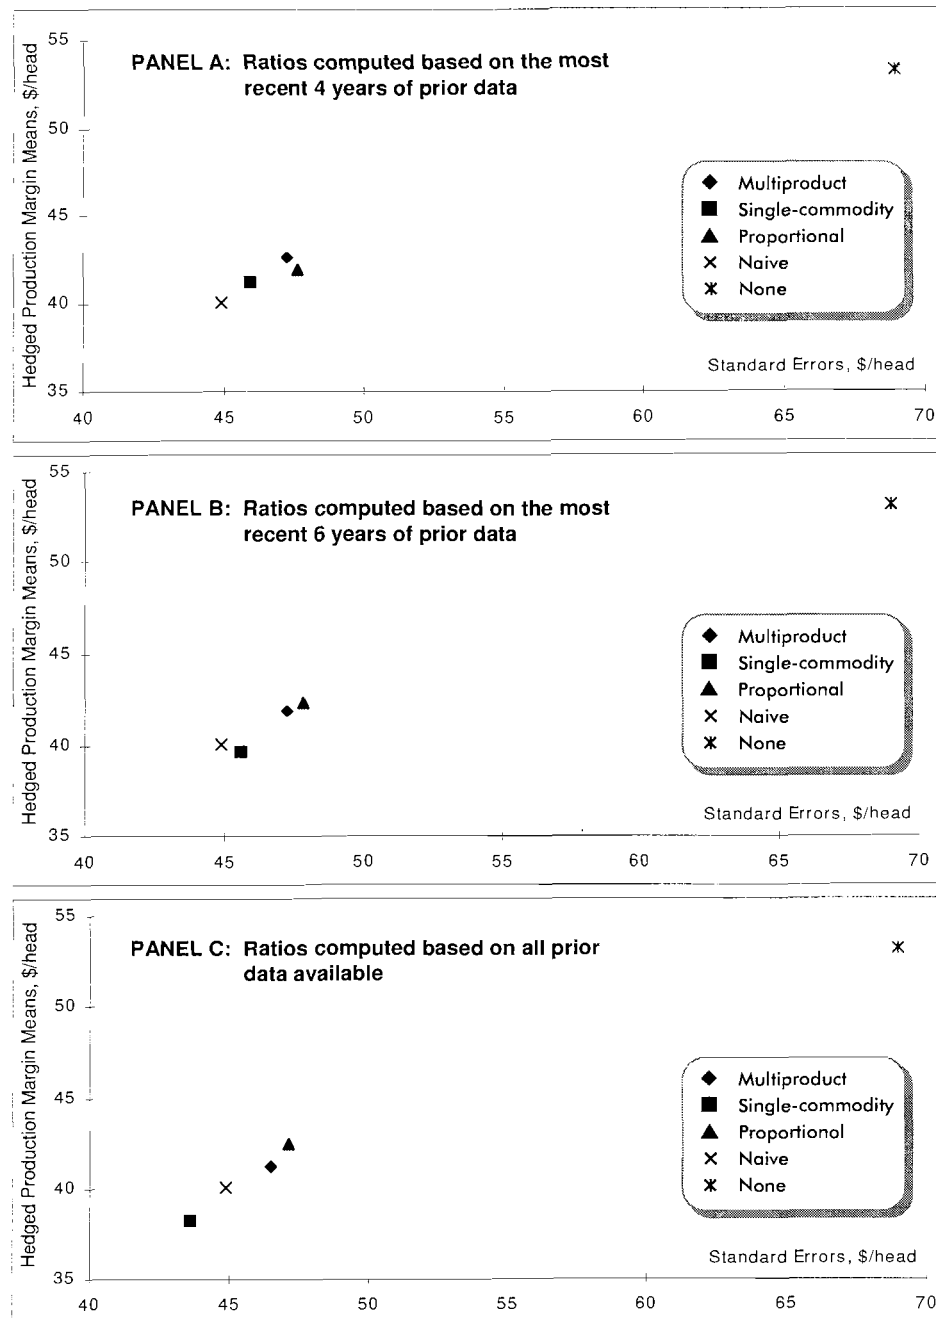 Hedged Production Margin Means, $/head
55
50
45
40
35
PANEL A: Ratios computed based on the most
recent 4 years of prior data
Multiproduct
Single-commodity
Proportional
Naive
None
Standard Errors, $/head
40 45 50 55 60 65 70
Hedged Production Margin Means, $/head
55
50
45
40
35
PANEL B: Ratios computed based on the most
recent 6 years of prior data
Multiproduct
Single-commodity
Proportional
Naive
None
Standard Errors, $/head
40 45 50 55 60 65 70
Hedged Production Margin Means, $/head
55
50
45
40
35
PANEL C: Ratios computed based on all prior
data available
Multiproduct
Single-commodity
Proportional
Naive
None
Standard Errors, $/head
40 45 50 55 60 65 70